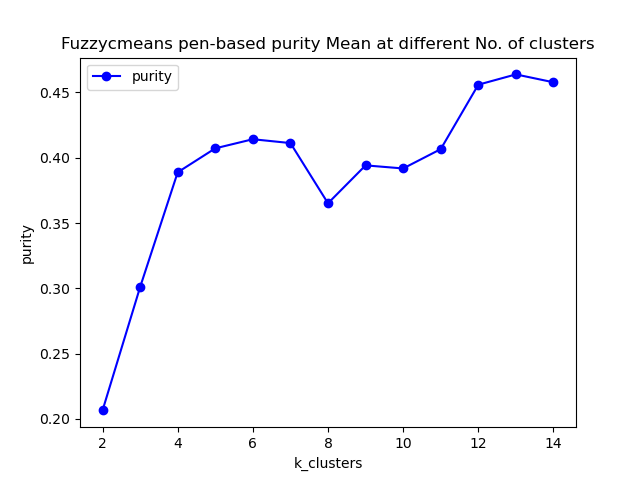 Fuzzycmeans pen-based purity Mean at different No. of clusters
purity
0.45
0.40
0.35
0.30
0.25
0.20
purity
2 4 6 8 10 12 14
k_clusters